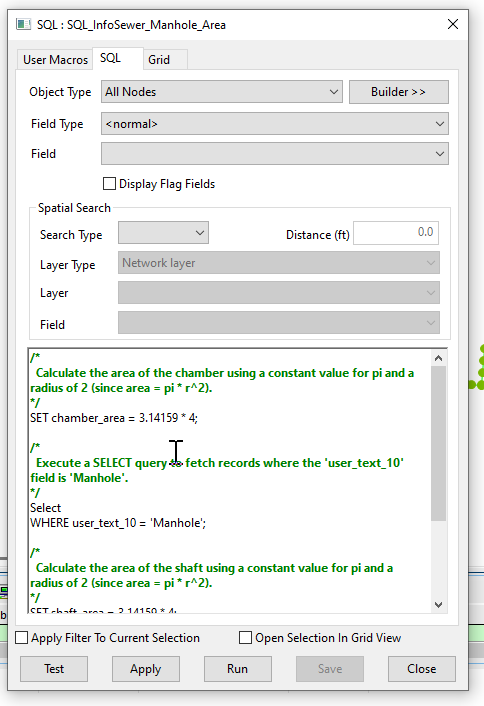 SQL : SQL_InfoSewer_Manhole_Area
User Macros
SQL
Grid
Object Type
All Nodes
Builder >>
Field Type
<normal>
Field
Display Flag Fields
Spatial Search
Search Type
Distance (ft)
0.0
Layer Type
Network layer
Layer
Field
/*
Calculate the area of the chamber using a constant value for pi and a
radius of 2 (since area = pi * r^2).
*/
SET chamber_area = 3.14159 * 4;
/*
Execute a SELECT query to fetch records where the 'user_text_10'
field is 'Manhole'.
*/
Select
WHERE user_text_10 = 'Manhole';
/*
Calculate the area of the shaft using a constant value for pi and a
radius of 2 (since area = pi * r^2).
*/
SET shaft_area = 3.14159 * 4;
Apply Filter To Current Selection
Open Selection In Grid View
Test
Apply
Run
Save
Close